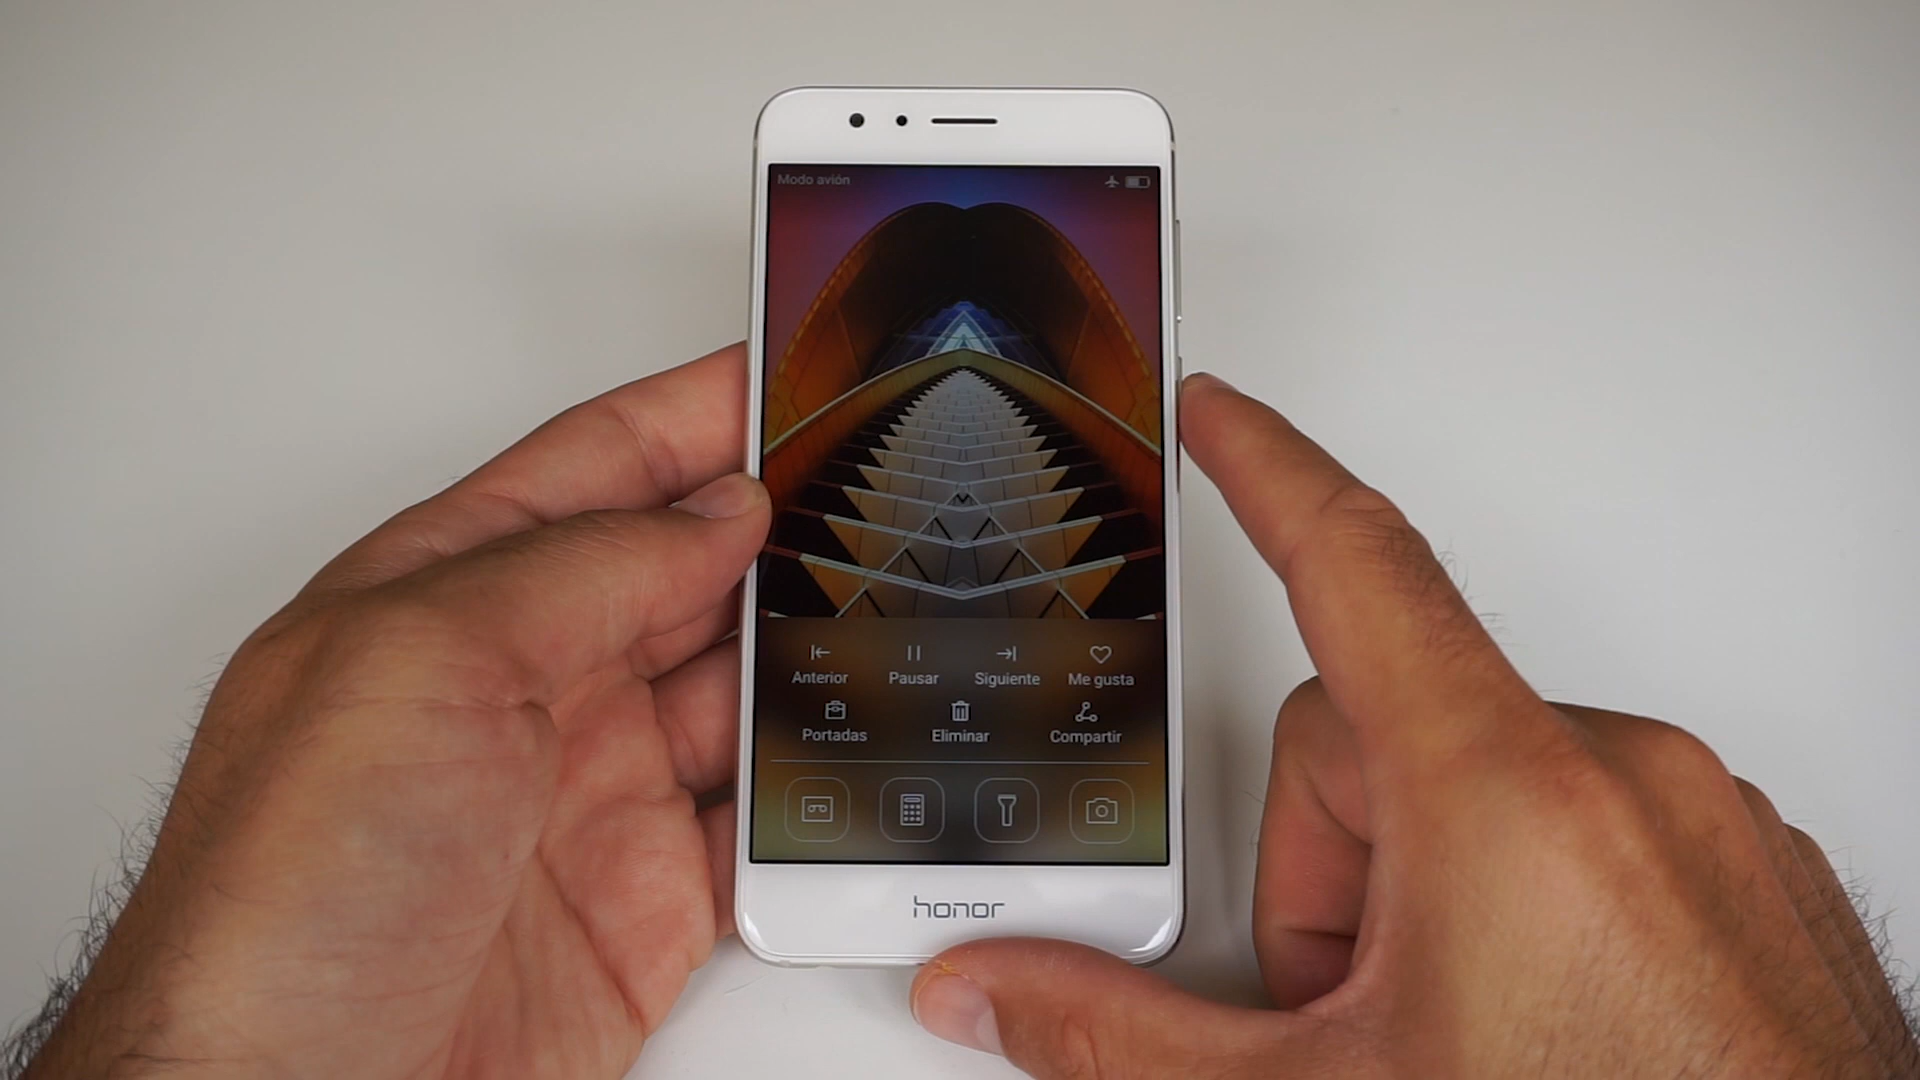 Modo avión
Anterior Pausar Siguiente Me gusta
Portadas Eliminar Compartir
honor